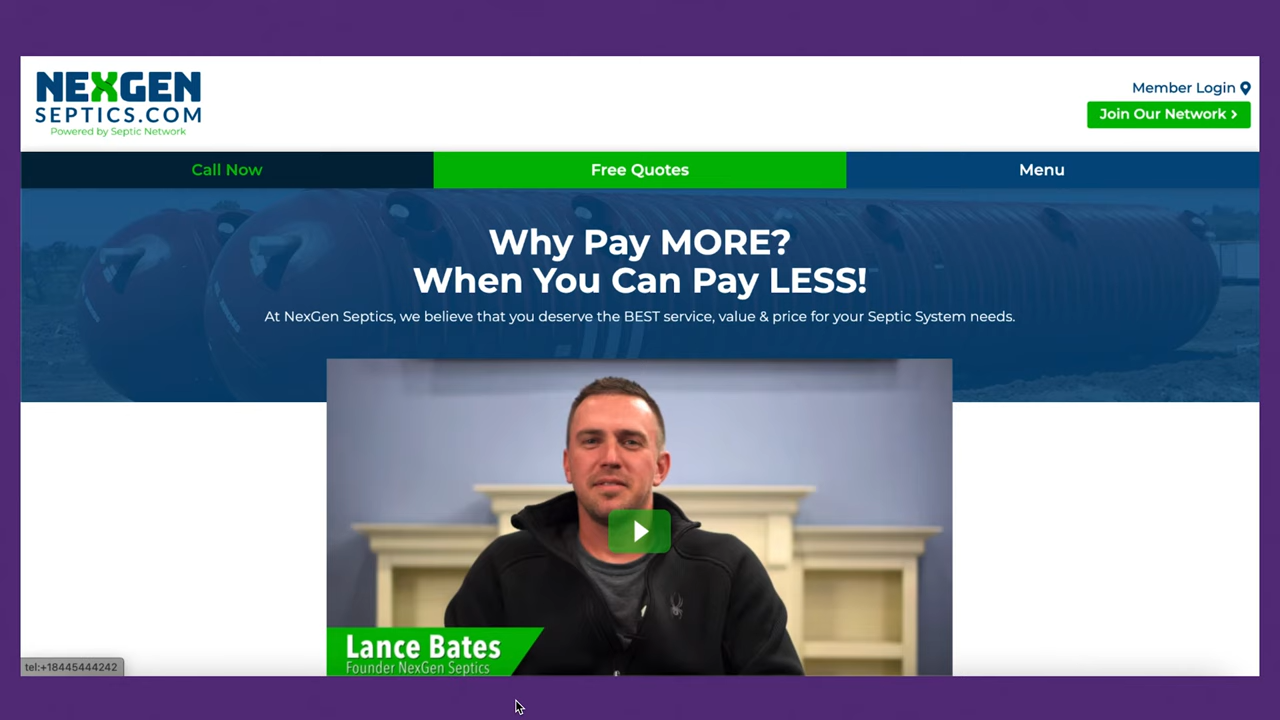 NEXGEN
SEPTICS.COM
Powered by Septic Network
Member Login
Join Our Network
Call Now
Free Quotes
Menu
Why Pay MORE?
When You Can Pay LESS!
At NexGen Septics, we believe that you deserve the BEST service, value & price for your Septic System needs.
Lance Bates
Founder NexGen Septics
tel:+18445444242